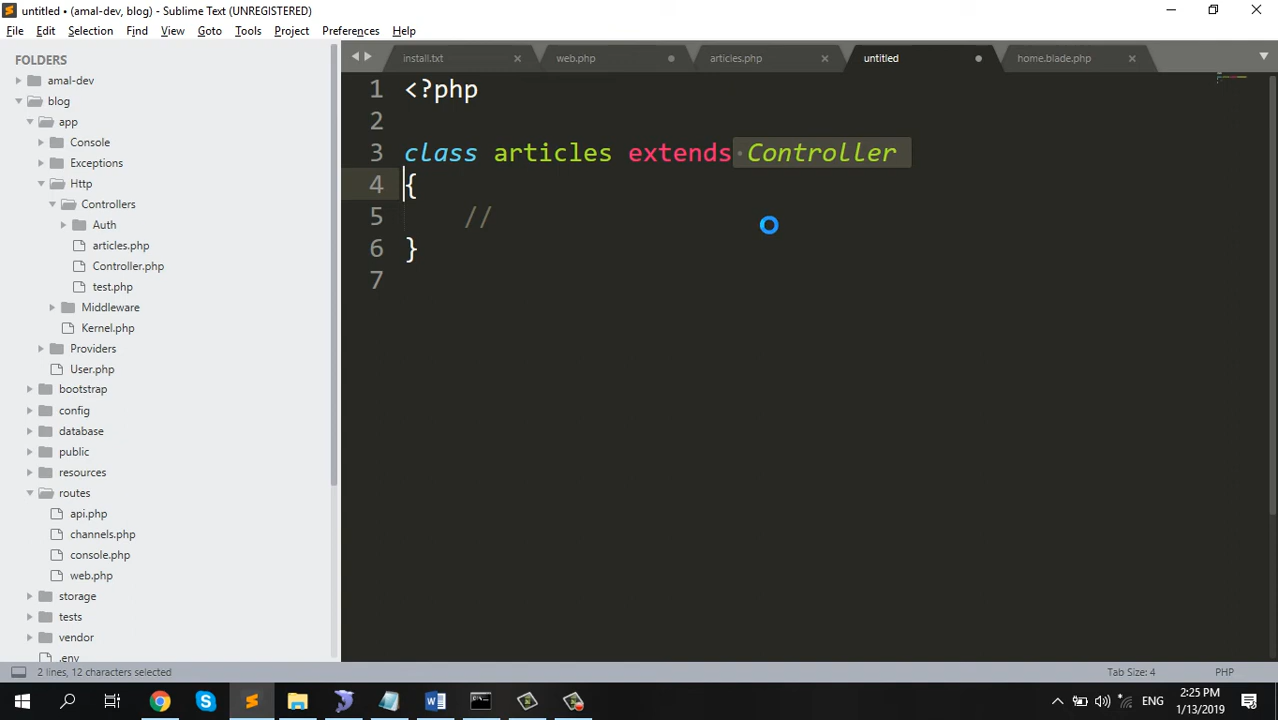 untitled • (amal-dev, blog) - Sublime Text (UNREGISTERED)
File Edit Selection Find View Goto Tools Project Preferences Help
FOLDERS
amal-dev
blog
app
Console
Exceptions
Http
Controllers
Auth
articles.php
Controller.php
test.php
Middleware
Kernel.php
Providers
User.php
bootstrap
config
database
public
resources
routes
api.php
channels.php
console.php
web.php
storage
tests
vendor
.env
install.txt web.php articles.php untitled home.blade.php
1 <?php
2
3 class articles extends Controller
4 {
5 //
6 }
7
2 lines, 12 characters selected Tab Size: 4 PHP
ENG 2:25 PM
1/13/2019